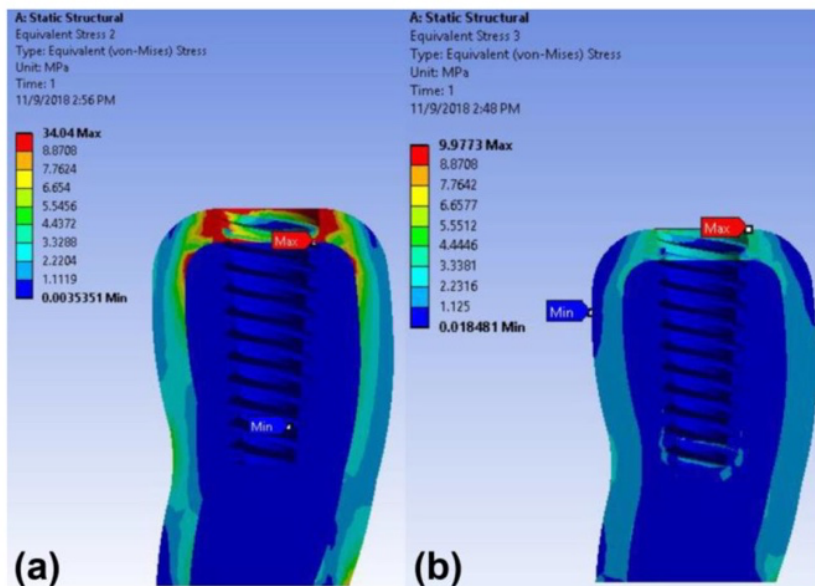 A: Static Structural
Equivalent Stress 2
Type: Equivalent (von-Mises) Stress
Unit: MPa
Time: 1
11/9/2018 2:56 PM
34.04 Max
8.8708
7.7624
6.654
5.5456
4.4372
3.3288
2.2204
1.1119
0.0035351 Min
Max
Min
(a)
A: Static Structural
Equivalent Stress 3
Type: Equivalent (von-Mises) Stress
Unit: MPa
Time: 1
11/9/2018 2:48 PM
9.9773 Max
8.8708
7.7642
6.6577
5.5512
4.4446
3.3381
2.2316
1.125
0.018481 Min
Max
Min
(b)